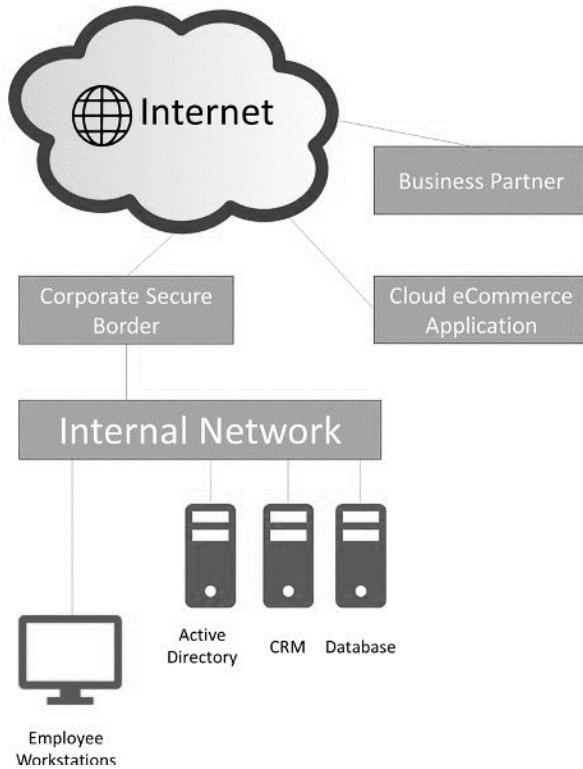 Internet
Business Partner
Corporate Secure
Border
Cloud eCommerce
Application
Internal Network
Active
Directory
CRM
Database
Employee
Workstations